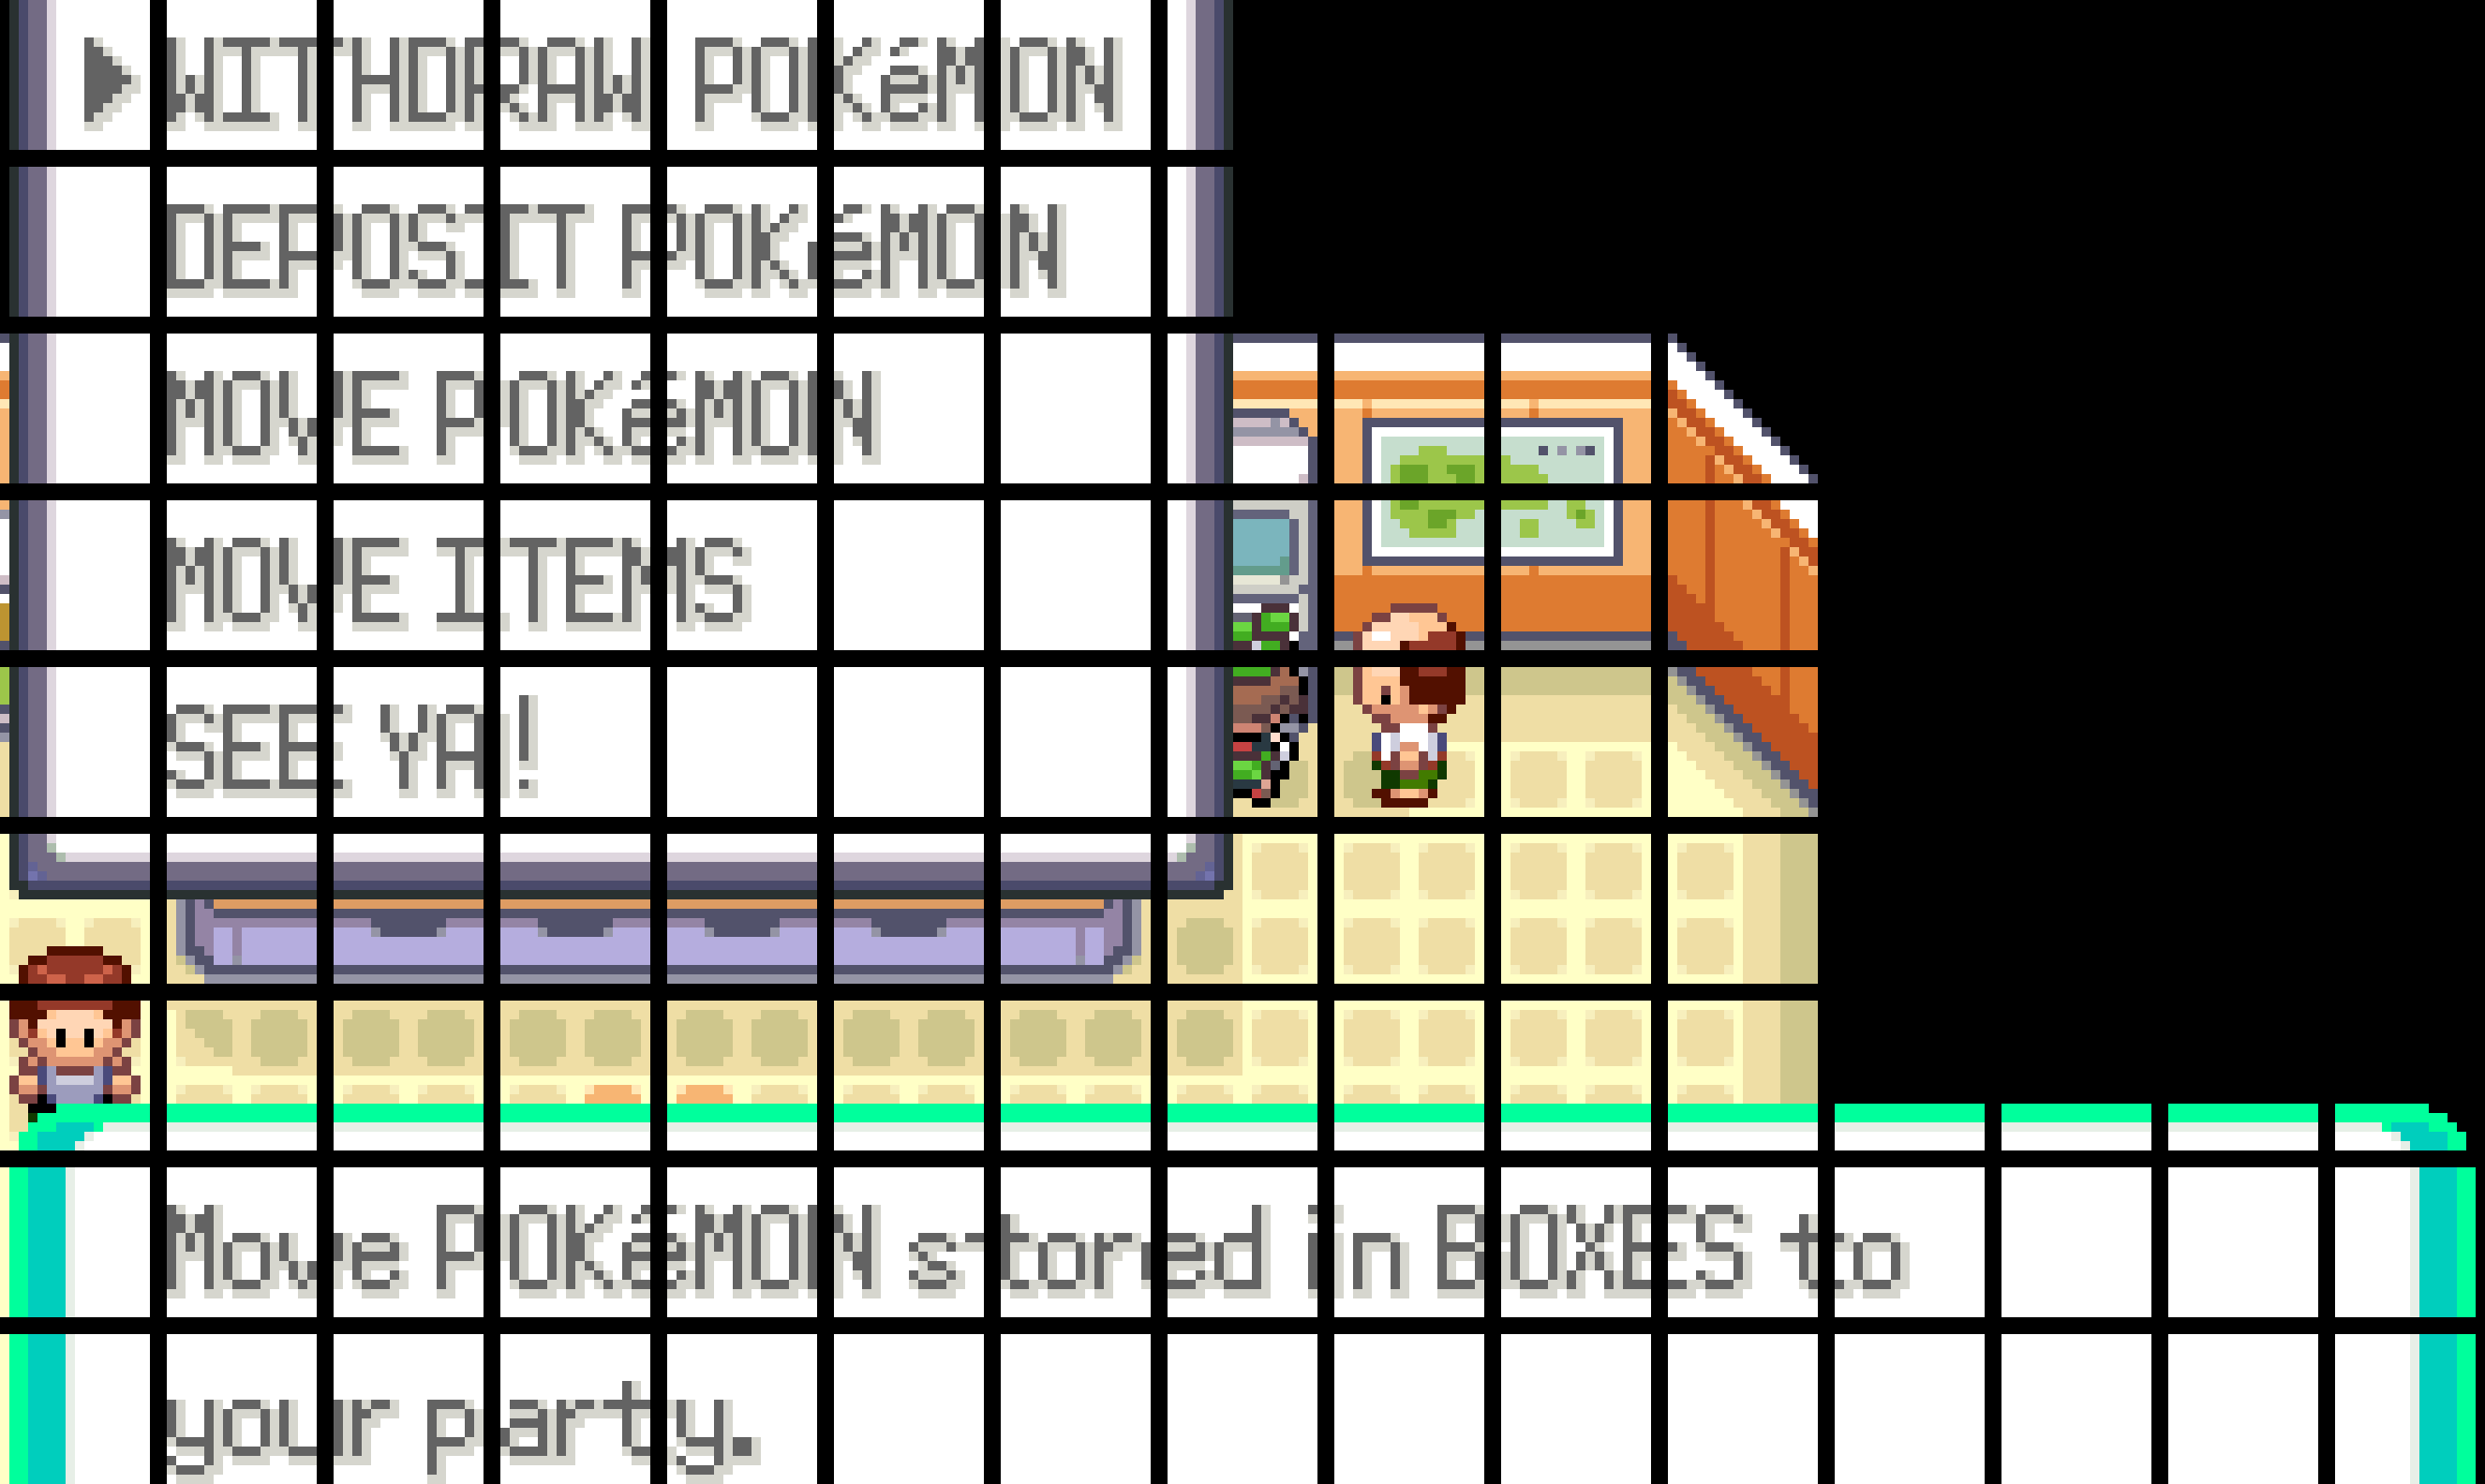 ▶WITHDRAW POKéMON
DEPOSIT POKéMON
MOVE POKéMON
MOVE ITEMS
SEE YA!
Move POKéMON stored in BOXES to
your party.